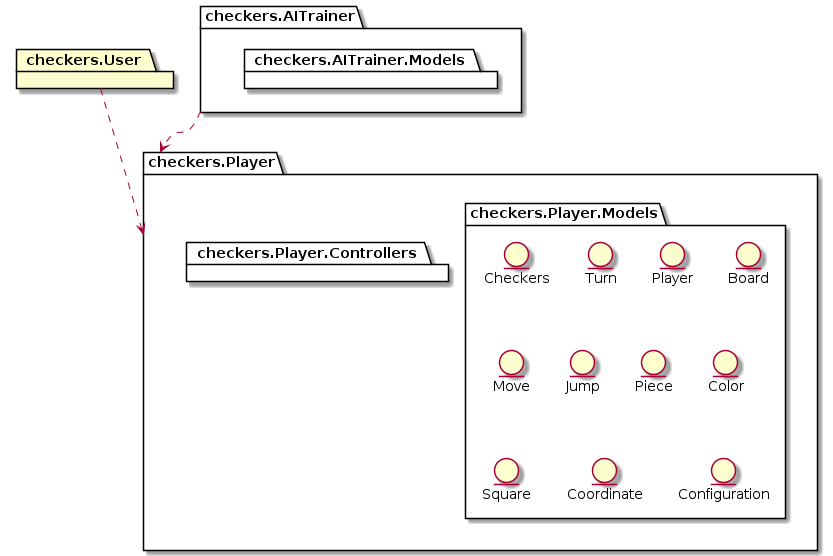 checkers.AITrainer
checkers.User
checkers.AITrainer.Models
checkers.Player
checkers.Player.Models
checkers.Player.Controllers
Checkers Turn Player Board
Move Jump Piece Color
Square Coordinate Configuration